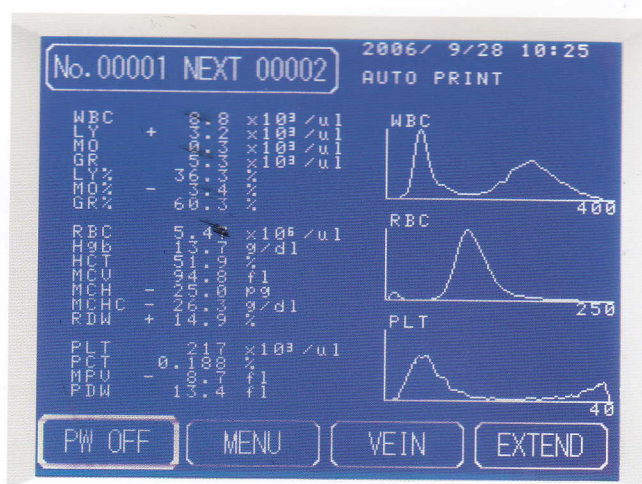 No.00001 NEXT 00002
2006/ 9/28 10:25
AUTO PRINT
WBC 8.8 x10³/ul
LY + 3.2 x10³/ul
MO 0.3 x10³/ul
GR 5.3 x10³/ul
LY% 36.3 %
MO% - 3.4 %
GR% 60.3 %
RBC x10⁶/ul
Hgb 13.7 g/dl
HCT 51.9 %
MCV 94.8 fl
MCH - 25.0 pg
MCHC - 26.3 g/dl
RDW + 14.9 %
PLT 217 x10³/ul
PCT 0.188 %
MPV - 8.7 fl
PDW 13.4 fl
WBC
400
RBC
250
PLT
40
PW OFF
MENU
VEIN
EXTEND